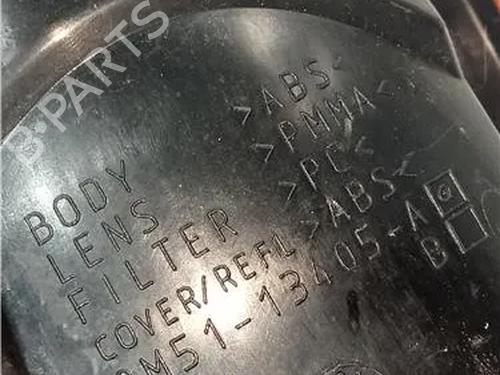 B-PARTS
BODY >ABS<
LENS >PMMA<
FILTER >PC<
COVER/REFL >ABS<
M51-13405-A
B